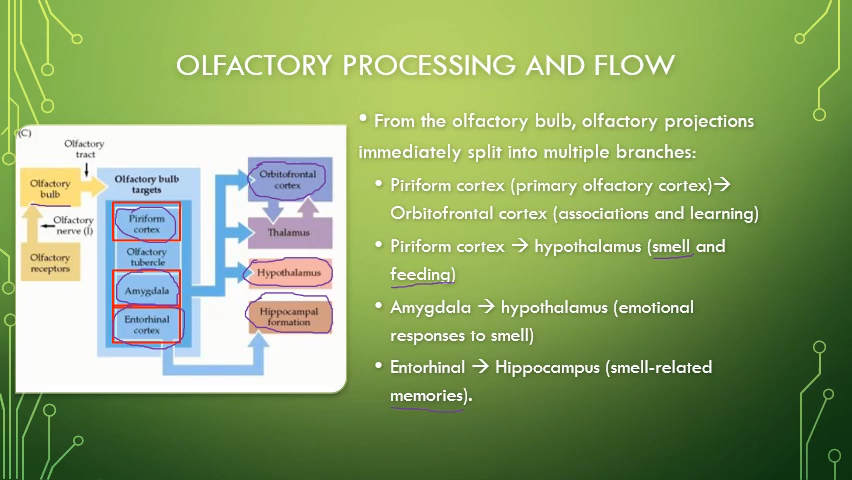 OLFACTORY PROCESSING AND FLOW
(C)
Olfactory
tract
Olfactory
bulb
Olfactory
nerve (I)
Olfactory
receptors
Olfactory bulb
targets
Piriform
cortex
Olfactory
tubercle
Amygdala
Entorhinal
cortex
Orbitofrontal
cortex
Thalamus
Hypothalamus
Hippocampal
formation
• From the olfactory bulb, olfactory projections
immediately split into multiple branches:
• Piriform cortex (primary olfactory cortex)→
Orbitofrontal cortex (associations and learning)
• Piriform cortex → hypothalamus (smell and
feeding)
• Amygdala → hypothalamus (emotional
responses to smell)
• Entorhinal → Hippocampus (smell-related
memories).